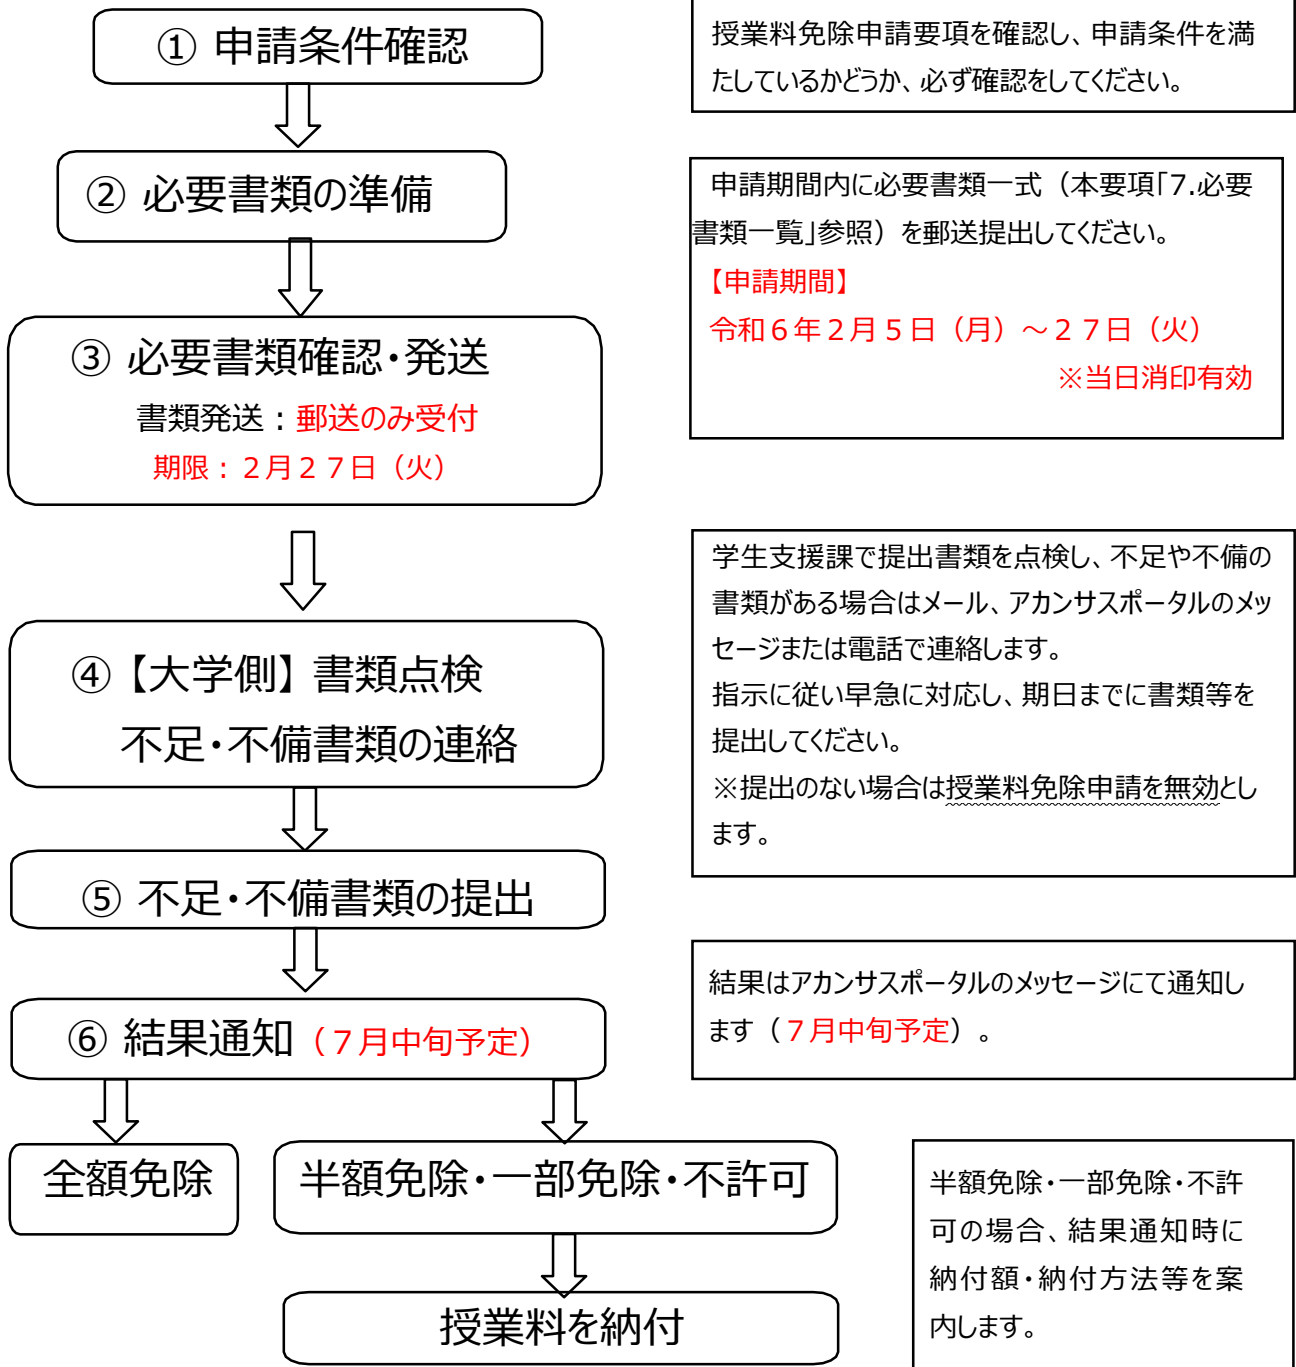 ① 申請条件確認
授業料免除申請要項を確認し、申請条件を満
たしているかどうか、必ず確認をしてください。
② 必要書類の準備
申請期間内に必要書類一式（本要項「7.必要
書類一覧」参照）を郵送提出してください。
【申請期間】
令和６年２月５日（月）～２７日（火）
※当日消印有効
③ 必要書類確認・発送
書類発送：郵送のみ受付
期限：２月２７日（火）
④【大学側】書類点検
不足・不備書類の連絡
学生支援課で提出書類を点検し、不足や不備の
書類がある場合はメール、アカンサスポータルのメッ
セージまたは電話で連絡します。
指示に従い早急に対応し、期日までに書類等を
提出してください。
※提出のない場合は授業料免除申請を無効とし
ます。
⑤ 不足・不備書類の提出
⑥ 結果通知（７月中旬予定）
結果はアカンサスポータルのメッセージにて通知し
ます（７月中旬予定）。
全額免除
半額免除・一部免除・不許可
半額免除・一部免除・不許
可の場合、結果通知時に
納付額・納付方法等を案
内します。
授業料を納付